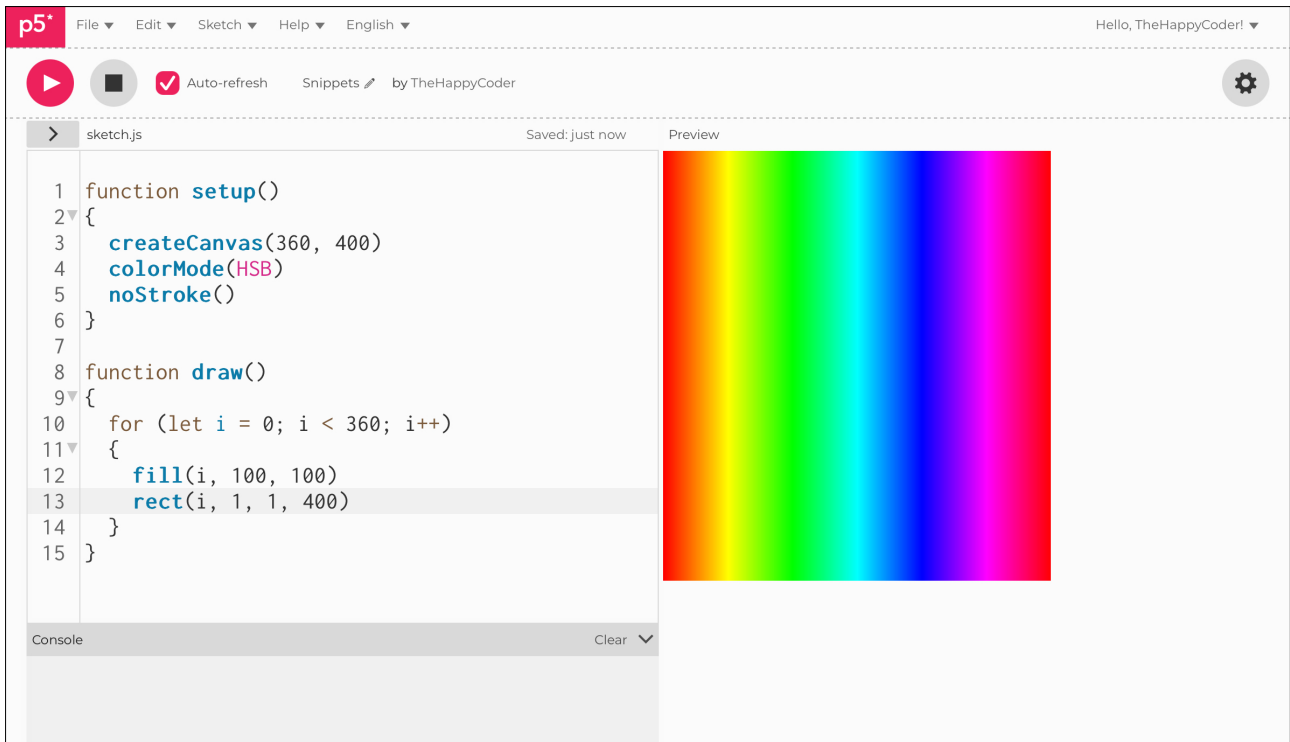 p5* File Edit Sketch Help English Hello, TheHappyCoder!
Auto-refresh Snippets by TheHappyCoder
sketch.js Saved: just now Preview
1 function setup()
2 {
3   createCanvas(360, 400)
4   colorMode(HSB)
5   noStroke()
6 }
7
8 function draw()
9 {
10   for (let i = 0; i < 360; i++)
11   {
12     fill(i, 100, 100)
13     rect(i, 1, 1, 400)
14   }
15 }
Console Clear